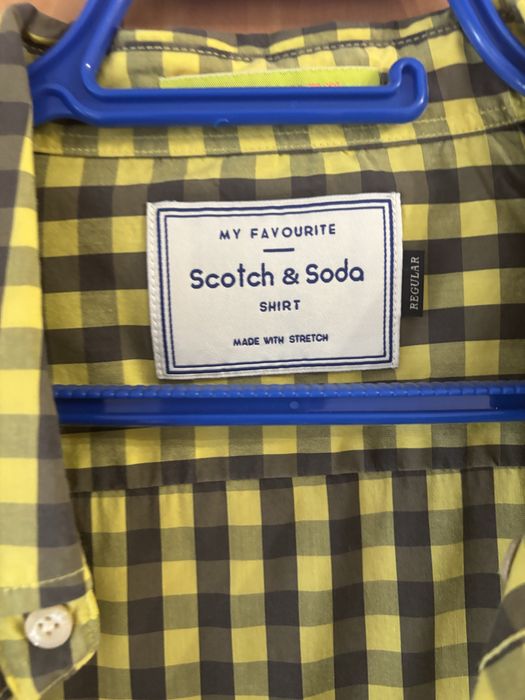 MY FAVOURITE
Scotch & Soda
SHIRT
MADE WITH STRETCH
REGULAR